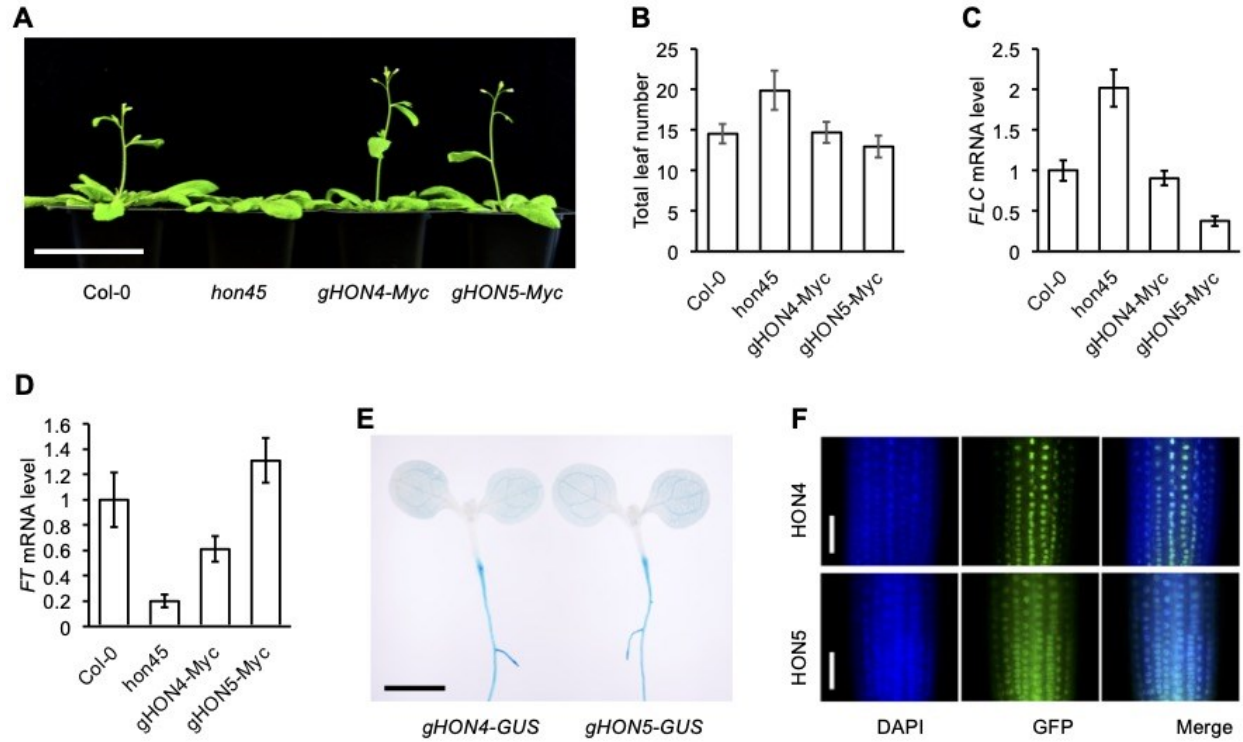 A
Col-0 hon45 gHON4-Myc gHON5-Myc
B
Total leaf number
25
20
15
10
5
0
Col-0
hon45
gHON4-Myc
gHON5-Myc
C
FLC mRNA level
2.5
2
1.5
1
0.5
0
Col-0
hon45
gHON4-Myc
gHON5-Myc
D
FT mRNA level
1.6
1.4
1.2
1
0.8
0.6
0.4
0.2
0
Col-0
hon45
gHON4-Myc
gHON5-Myc
E
gHON4-GUS gHON5-GUS
F
HON4
HON5
DAPI GFP Merge